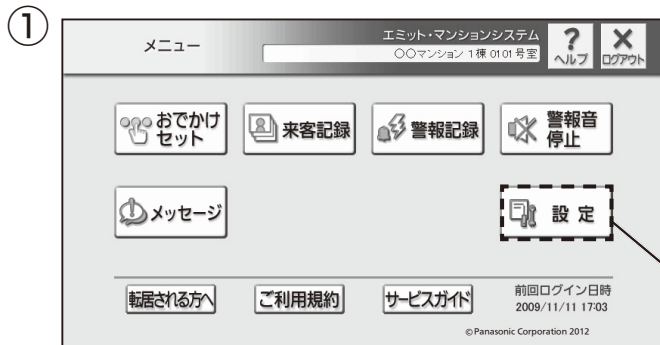 ①
メニュー
エミット・マンションシステム
○○マンション 1棟 0101号室
?
ヘルプ
×
ログアウト
おでかけ
セット
来客記録
警報記録
警報音
停止
メッセージ
設定
転居される方へ
ご利用規約
サービスガイド
前回ログイン日時
2009/11/11 17:03
© Panasonic Corporation 2012